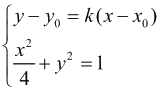 y − y₀ = k(x − x₀)
x²/4 + y² = 1